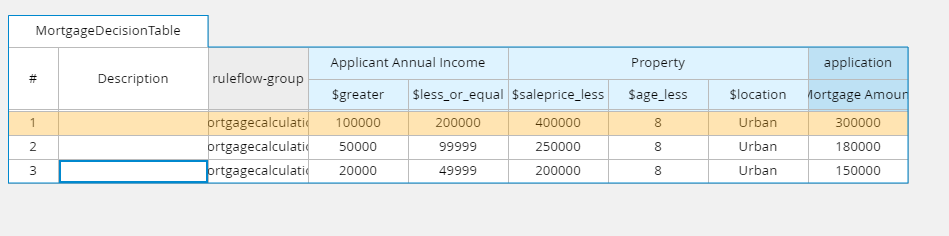 MortgageDecisionTable
# Description ruleflow-group Applicant Annual Income Property application
$greater $less_or_equal $saleprice_less $age_less $location Mortgage Amoun
1 ortgagecalculati 100000 200000 400000 8 Urban 300000
2 ortgagecalculati 50000 99999 250000 8 Urban 180000
3 ortgagecalculati 20000 49999 200000 8 Urban 150000